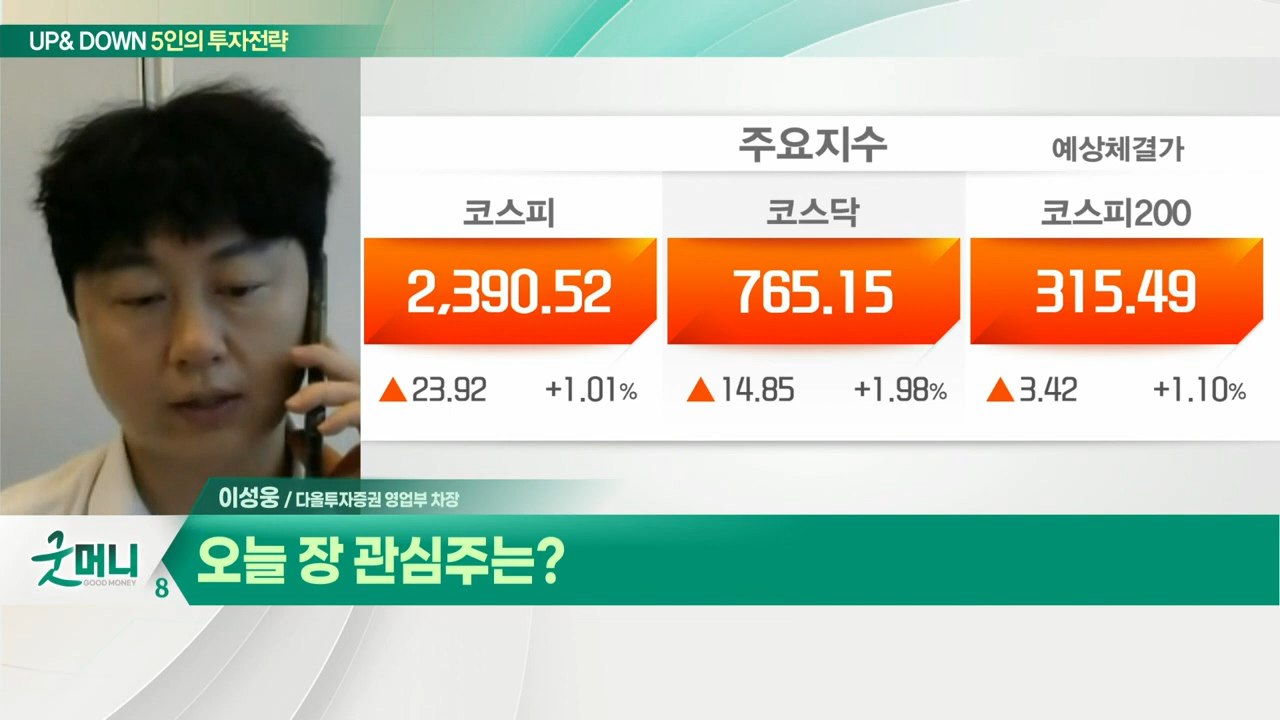 UP& DOWN 5인의 투자전략
주요지수
예상체결가
코스피
코스닥
코스피200
2,390.52
765.15
315.49
▲23.92 +1.01%
▲14.85 +1.98%
▲3.42 +1.10%
이성웅 / 다올투자증권 영업부 차장
굿머니
GOOD MONEY
8
오늘 장 관심주는?